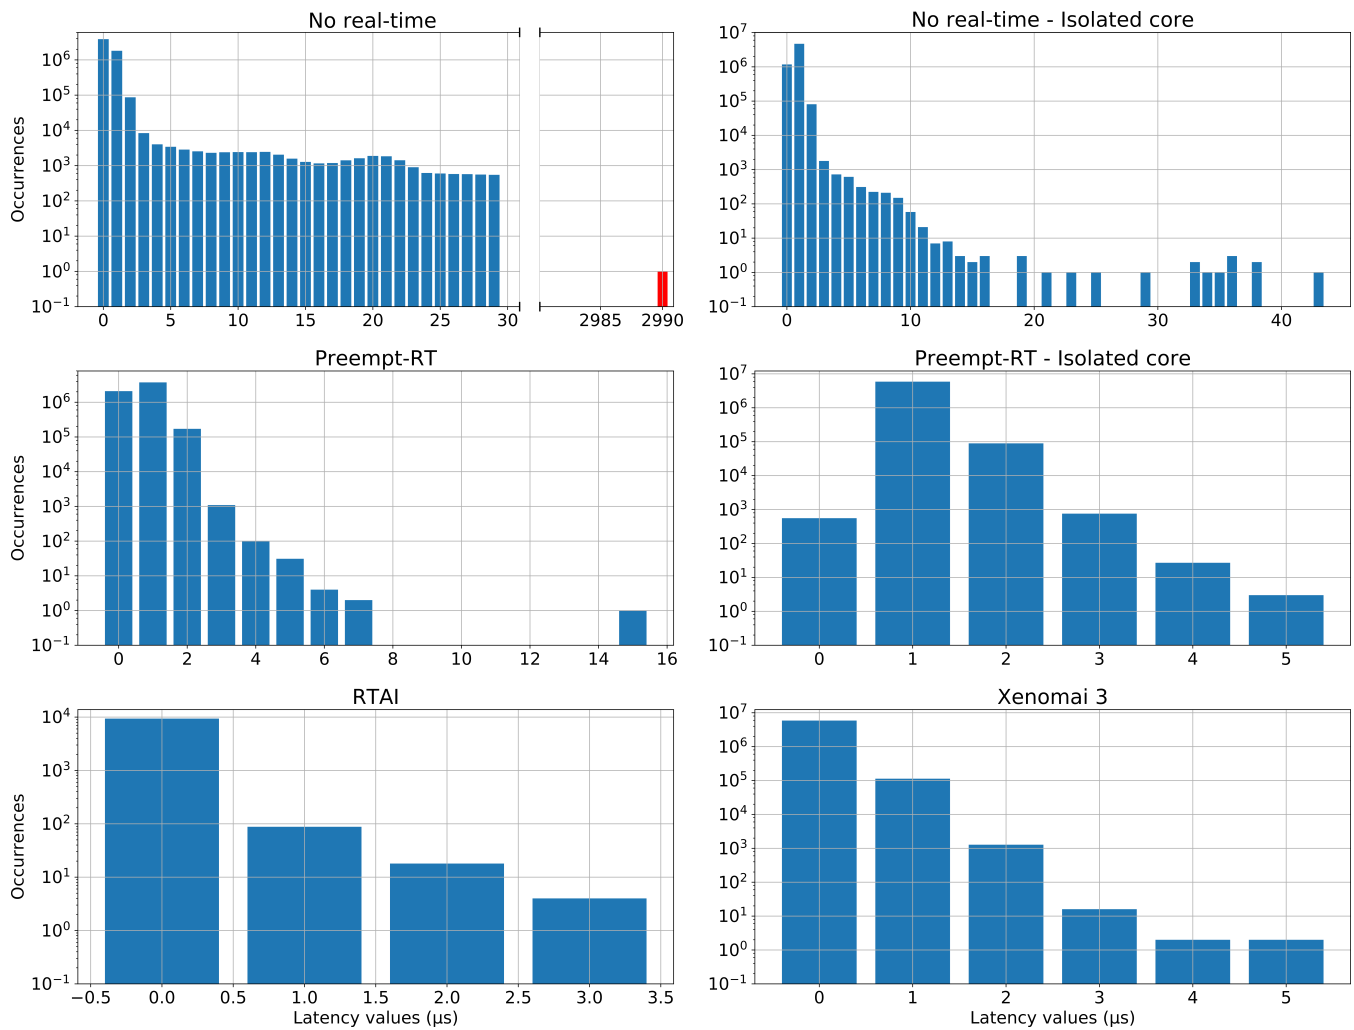 No real-time
Occurrences
10^6
10^5
10^4
10^3
10^2
10^1
10^0
10^−1
0 5 10 15 20 25 30 2985 2990
No real-time - Isolated core
10^7
10^6
10^5
10^4
10^3
10^2
10^1
10^0
10^−1
0 10 20 30 40
Preempt-RT
Occurrences
10^6
10^5
10^4
10^3
10^2
10^1
10^0
10^−1
0 2 4 6 8 10 12 14 16
Preempt-RT - Isolated core
10^7
10^6
10^5
10^4
10^3
10^2
10^1
10^0
10^−1
0 1 2 3 4 5
RTAI
Occurrences
10^4
10^3
10^2
10^1
10^0
10^−1
−0.5 0.0 0.5 1.0 1.5 2.0 2.5 3.0 3.5
Latency values (µs)
Xenomai 3
10^7
10^6
10^5
10^4
10^3
10^2
10^1
10^0
10^−1
0 1 2 3 4 5
Latency values (µs)